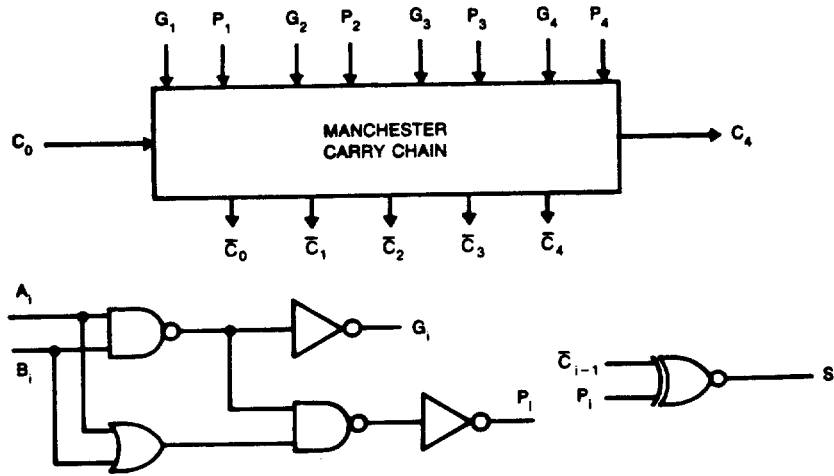 G₁ P₁ G₂ P₂ G₃ P₃ G₄ P₄
C₀ MANCHESTER CARRY CHAIN C₄
C̅₀ C̅₁ C̅₂ C̅₃ C̅₄
Aᵢ
Gᵢ
Bᵢ
C̅ᵢ₋₁
S
Pᵢ
Pᵢ